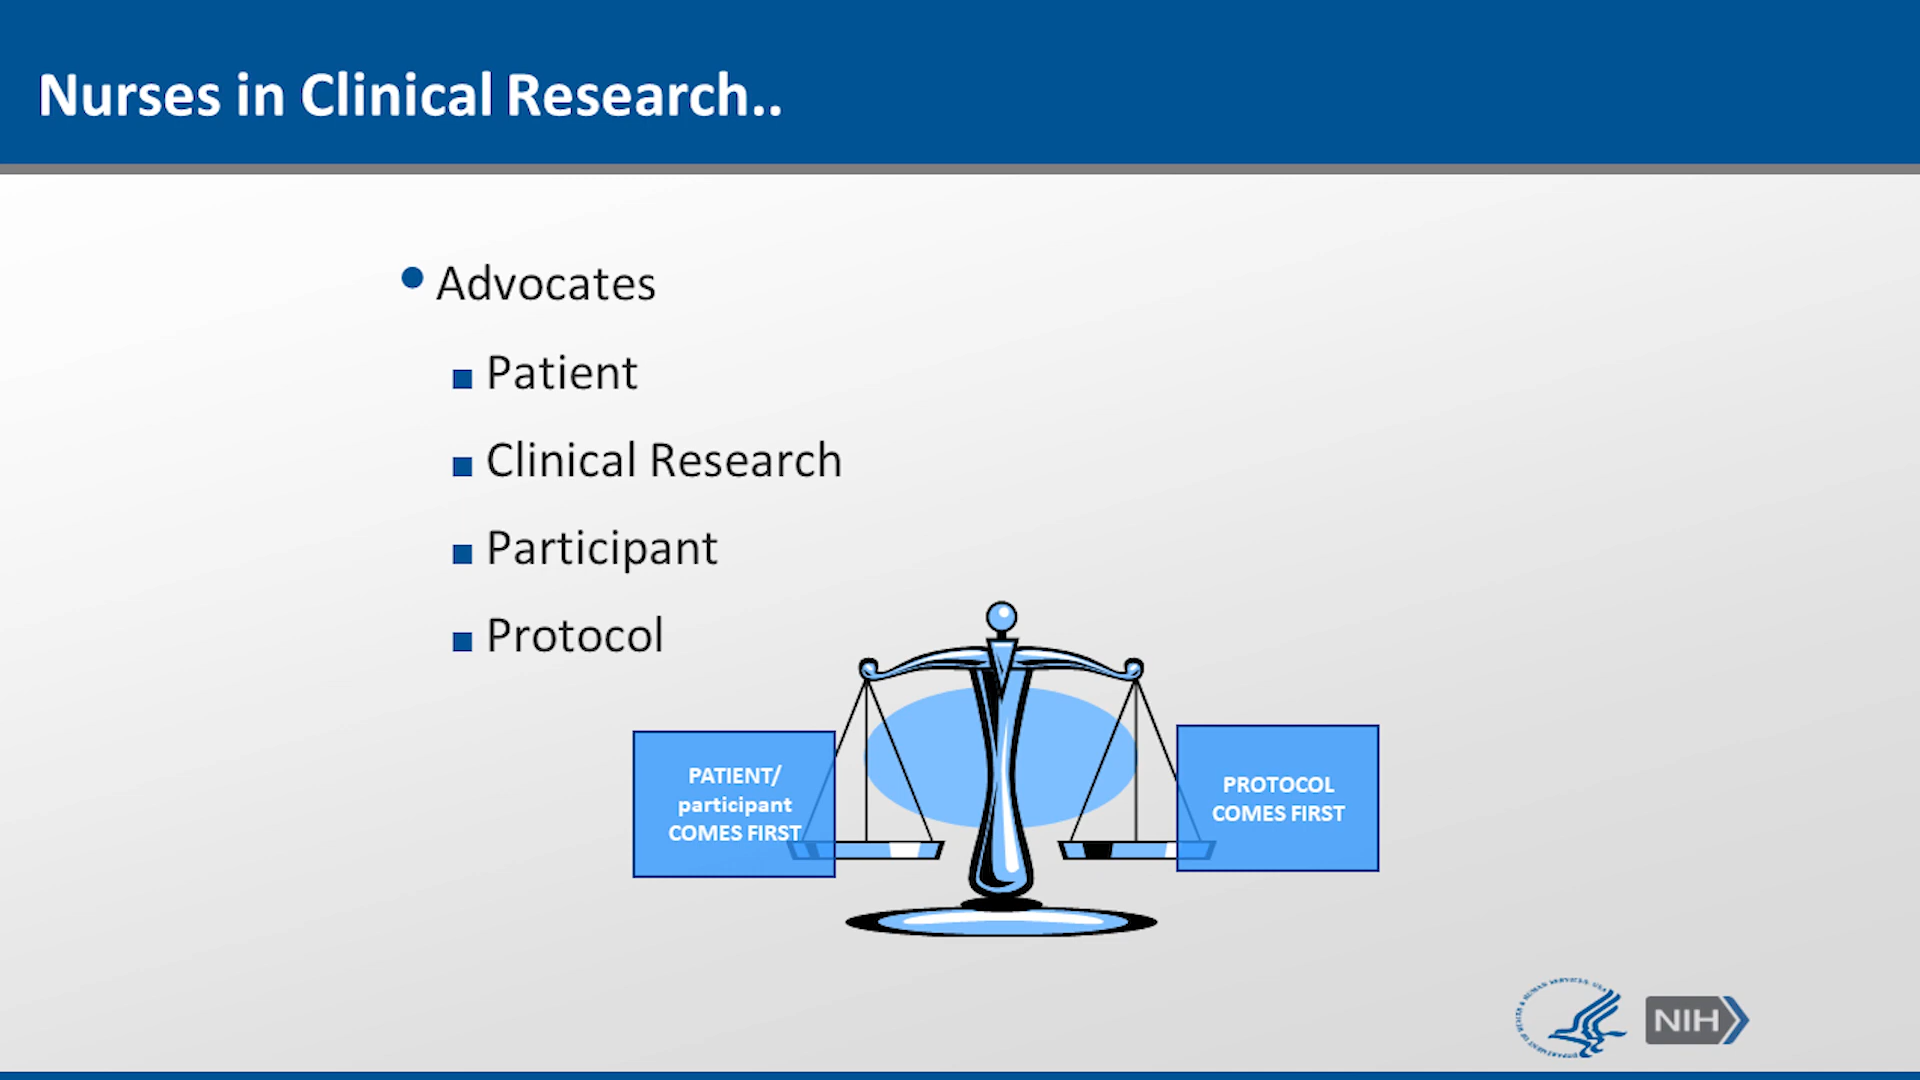 Nurses in Clinical Research..
Advocates
Patient
Clinical Research
Participant
Protocol
PATIENT/
participant
COMES FIRST
PROTOCOL
COMES FIRST
NIH